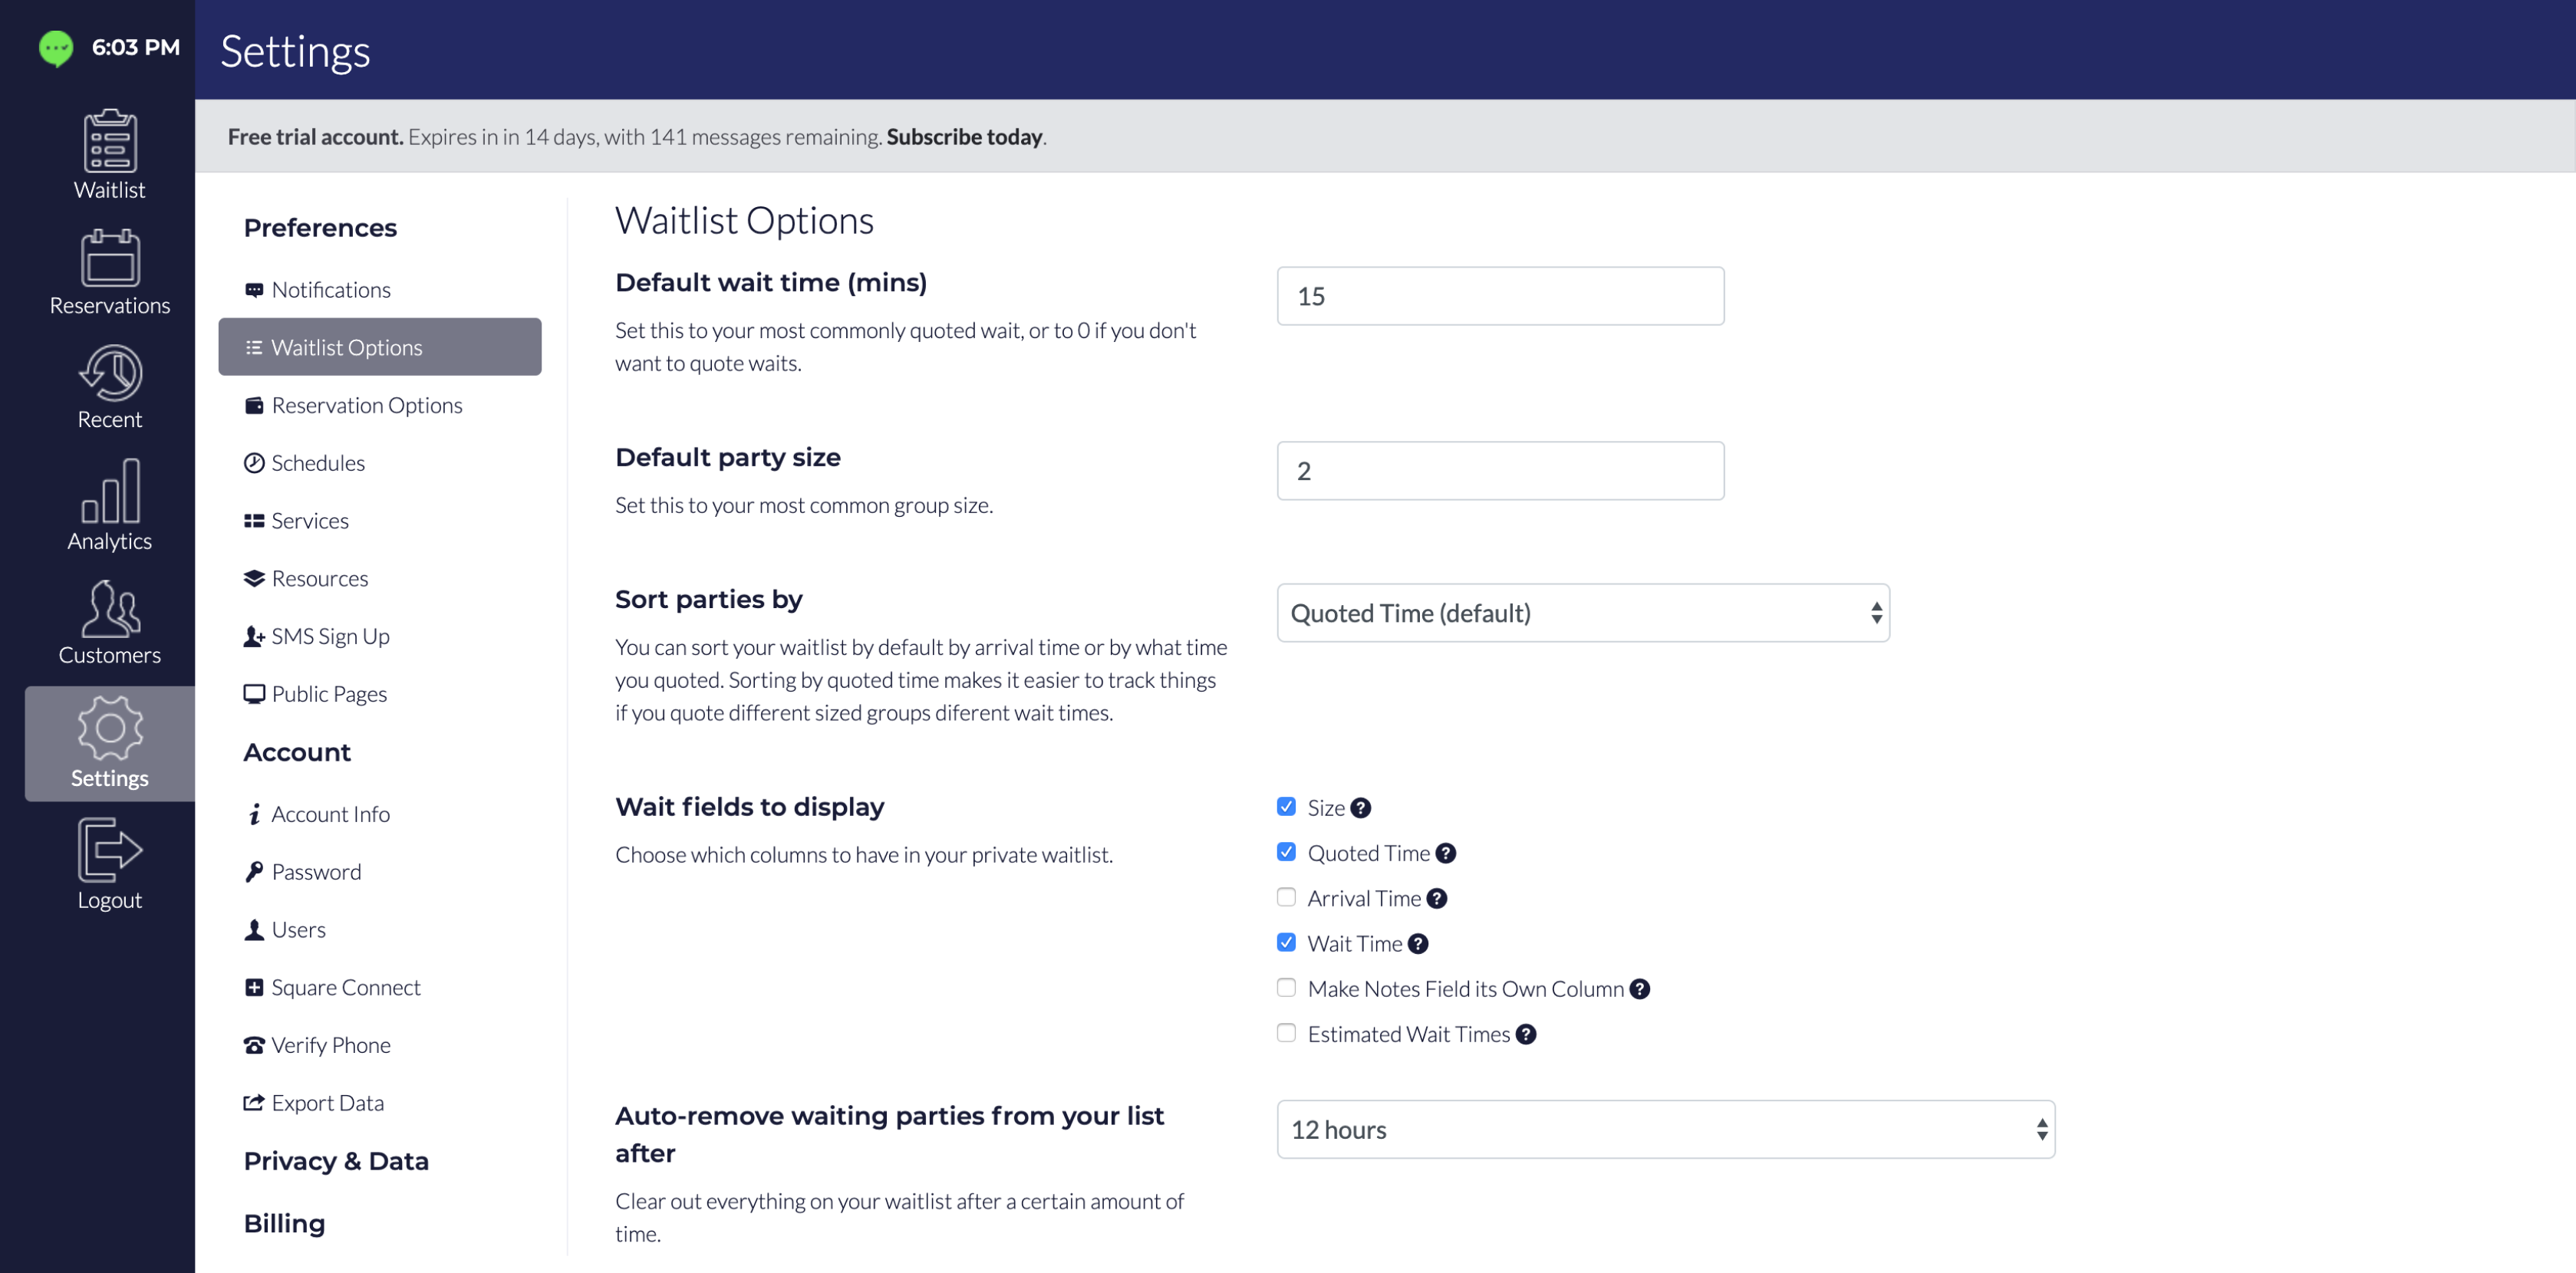 6:03 PM
Settings
Free trial account. Expires in in 14 days, with 141 messages remaining. Subscribe today.
Waitlist
Reservations
Recent
Analytics
Customers
Settings
Logout
Preferences
Notifications
Waitlist Options
Reservation Options
Schedules
Services
Resources
SMS Sign Up
Public Pages
Account
Account Info
Password
Users
Square Connect
Verify Phone
Export Data
Privacy & Data
Billing
Waitlist Options
Default wait time (mins)
15
Set this to your most commonly quoted wait, or to 0 if you don't
want to quote waits.
Default party size
2
Set this to your most common group size.
Sort parties by
Quoted Time (default)
You can sort your waitlist by default by arrival time or by what time
you quoted. Sorting by quoted time makes it easier to track things
if you quote different sized groups diferent wait times.
Wait fields to display
Choose which columns to have in your private waitlist.
Size ?
Quoted Time ?
Arrival Time ?
Wait Time ?
Make Notes Field its Own Column ?
Estimated Wait Times ?
Auto-remove waiting parties from your list
after
12 hours
Clear out everything on your waitlist after a certain amount of
time.